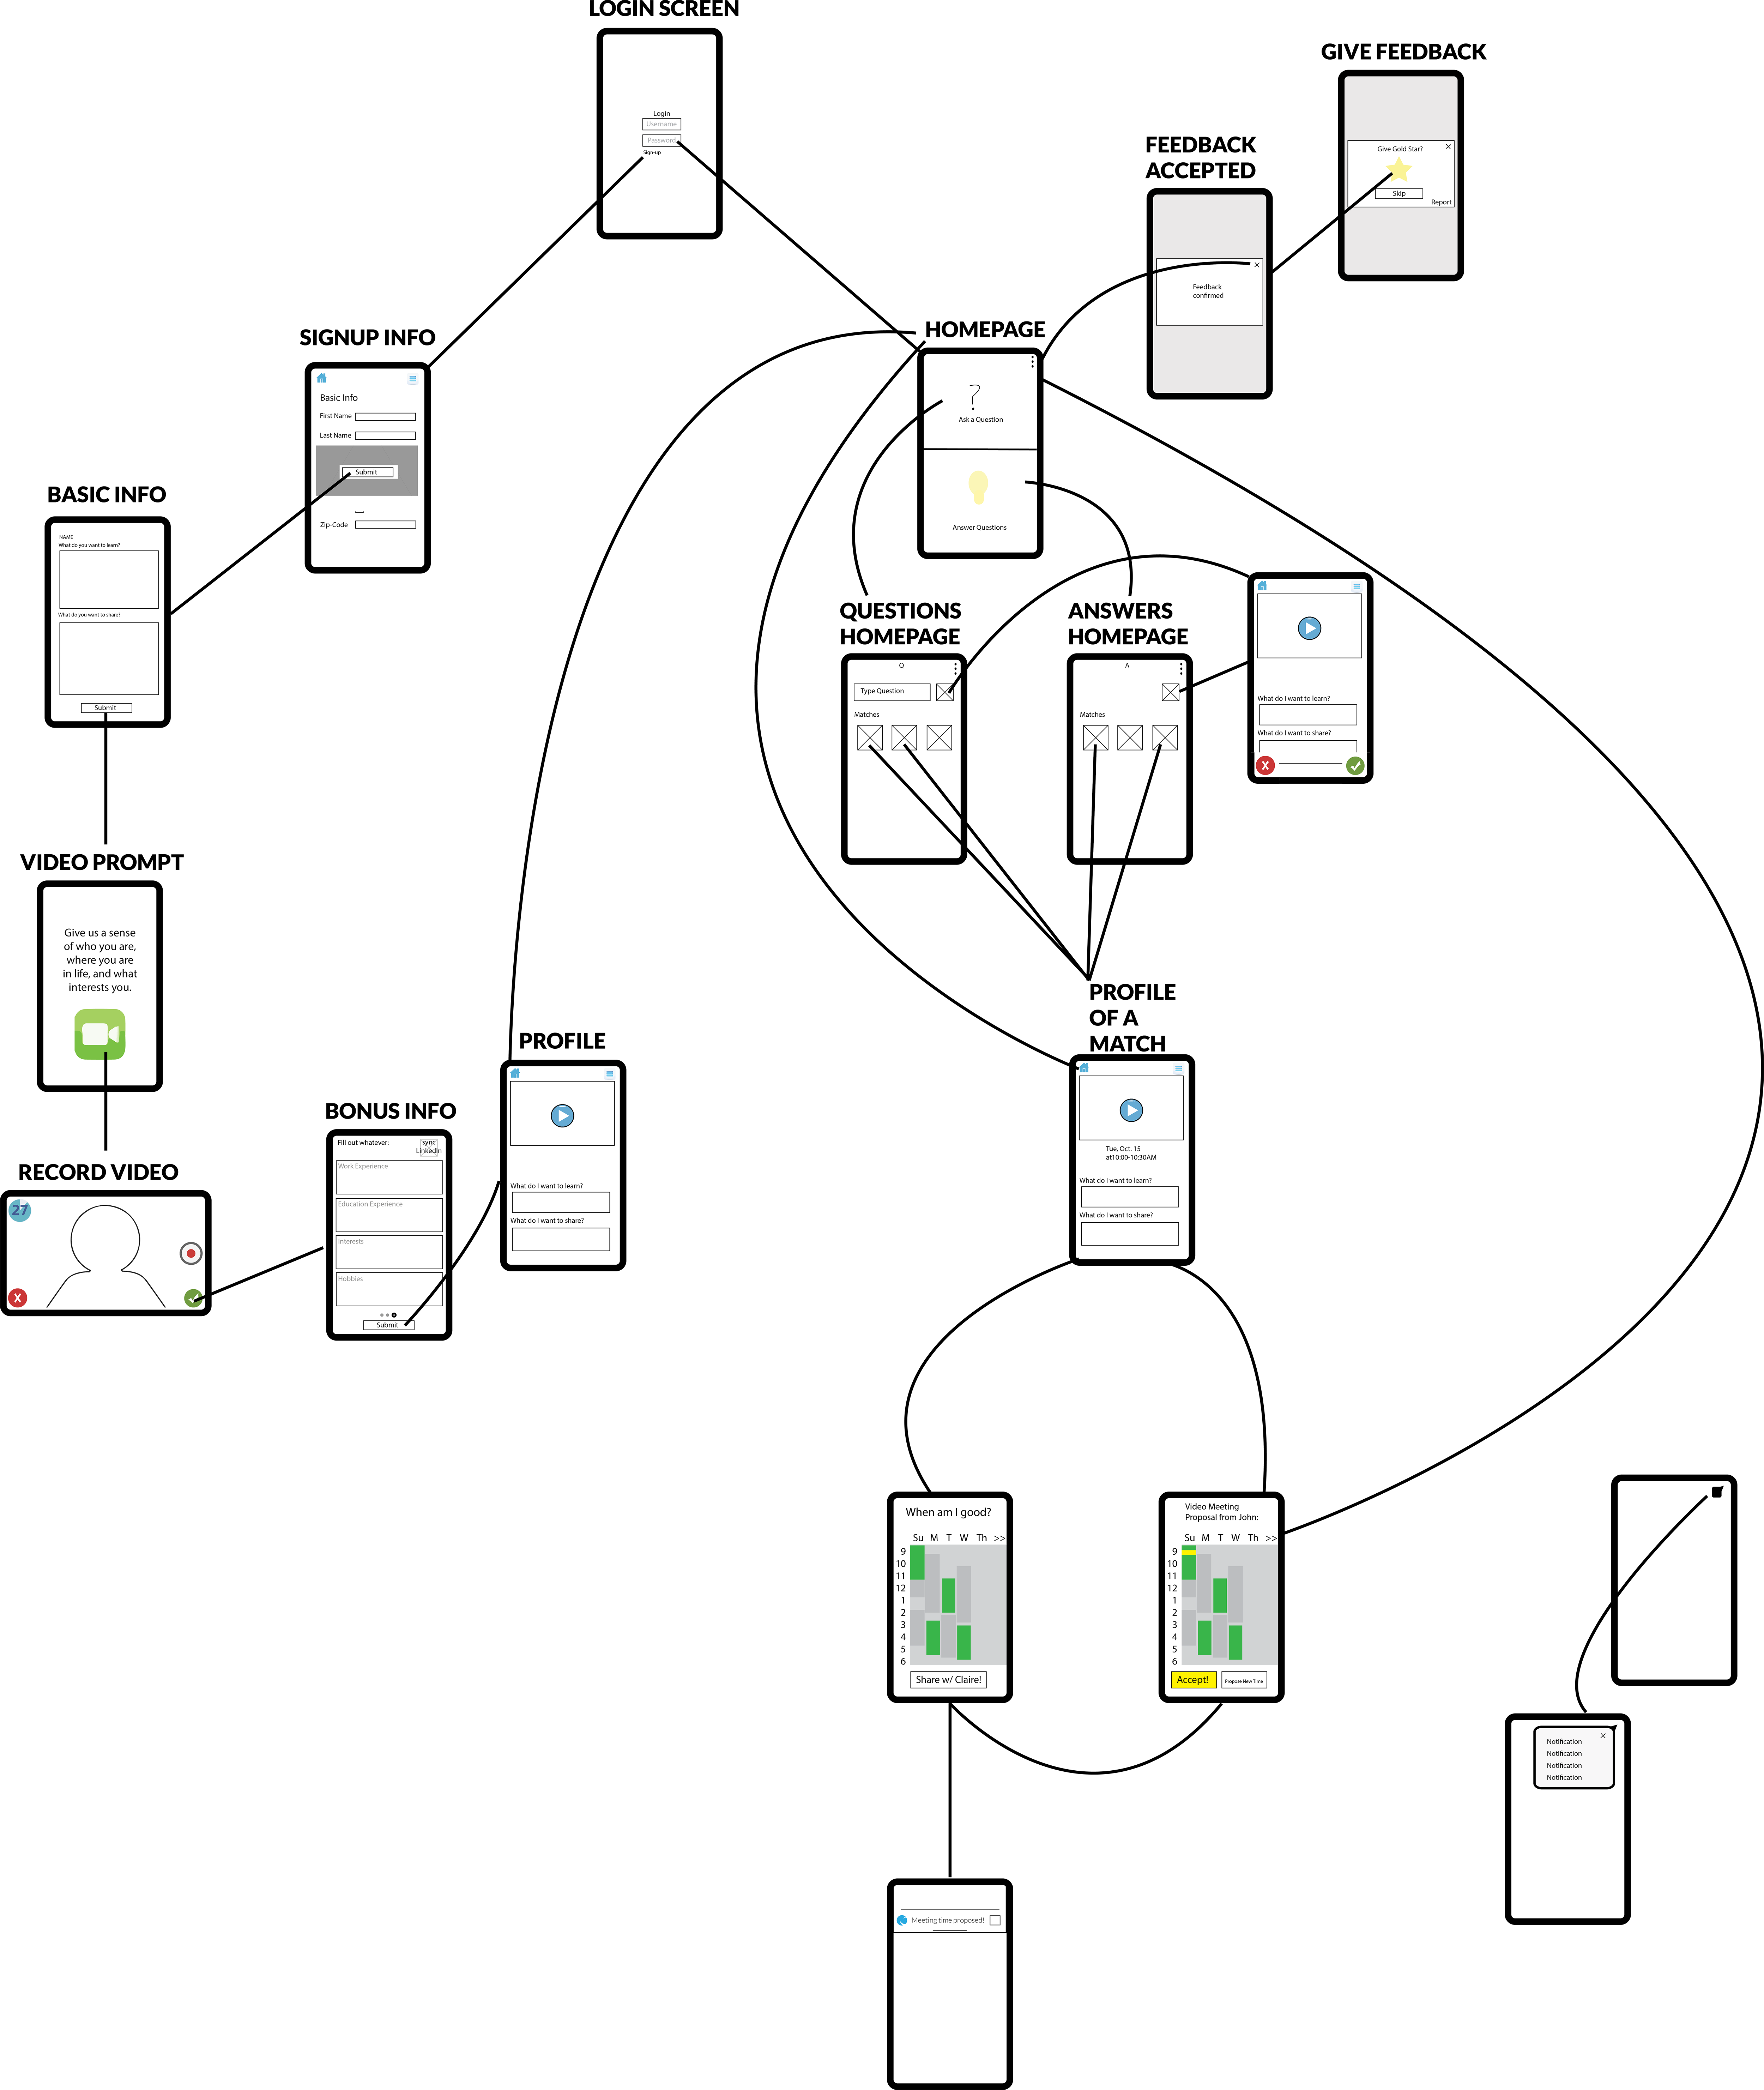 LOGIN SCREEN
Login
Username
Password
Sign-up
GIVE FEEDBACK
Give Gold Star?
Skip
Report
FEEDBACK
ACCEPTED
Feedback
confirmed
HOMEPAGE
?
Ask a Question
Answer Questions
SIGNUP INFO
Basic Info
First Name
Last Name
Submit
Zip-Code
BASIC INFO
NAME
What do you want to learn?
What do you want to share?
Submit
QUESTIONS
HOMEPAGE
Q
Type Question
Matches
ANSWERS
HOMEPAGE
A
Matches
What do I want to learn?
What do I want to share?
X
VIDEO PROMPT
Give us a sense
of who you are,
where you are
in life, and what
interests you.
RECORD VIDEO
27
X
BONUS INFO
Fill out whatever:
sync
LinkedIn
Work Experience
Education Experience
Interests
Hobbies
Submit
PROFILE
What do I want to learn?
What do I want to share?
PROFILE
OF A
MATCH
Tue, Oct. 15
at10:00-10:30AM
What do I want to learn?
What do I want to share?
When am I good?
Su M T W Th >>
9
10
11
12
1
2
3
4
5
6
Share w/ Claire!
Video Meeting
Proposal from John:
Su M T W Th >>
9
10
11
12
1
2
3
4
5
6
Accept!
Propose New Time
Notification
Notification
Notification
Notification
Meeting time proposed!